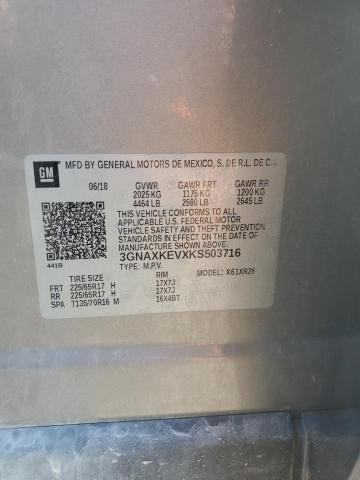 GM
MFD BY GENERAL MOTORS DE MEXICO, S. DE R.L. DE C.V.
06/18 GVWR GAWR FRT GAWR RR
2025 KG 1175 KG 1200 KG
4464 LB 2590 LB 2645 LB
THIS VEHICLE CONFORMS TO ALL
APPLICABLE U.S. FEDERAL MOTOR
VEHICLE SAFETY, BUMPER, AND THEFT
PREVENTION STANDARDS IN EFFECT ON THE DATE OF
MANUFACTURE SHOWN ABOVE.
3GNAXKEVXKS503716
TYPE: M.P.V. MODEL: X61XR26
441B
TIRE SIZE RIM
FRT 225/65R17 H 17X7J
RR 225/65R17 H 17X7J
SPA T135/70R16 M 16X4BT